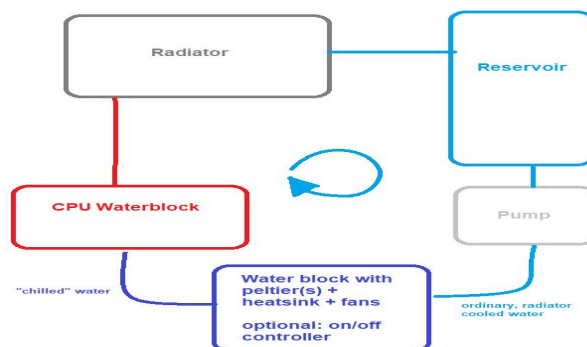 Radiator
Reservoir
CPU Waterblock
Pump
"chilled" water
Water block with
peltier(s) +
heatsink + fans
optional: on/off
controller
ordinary, radiator
cooled water